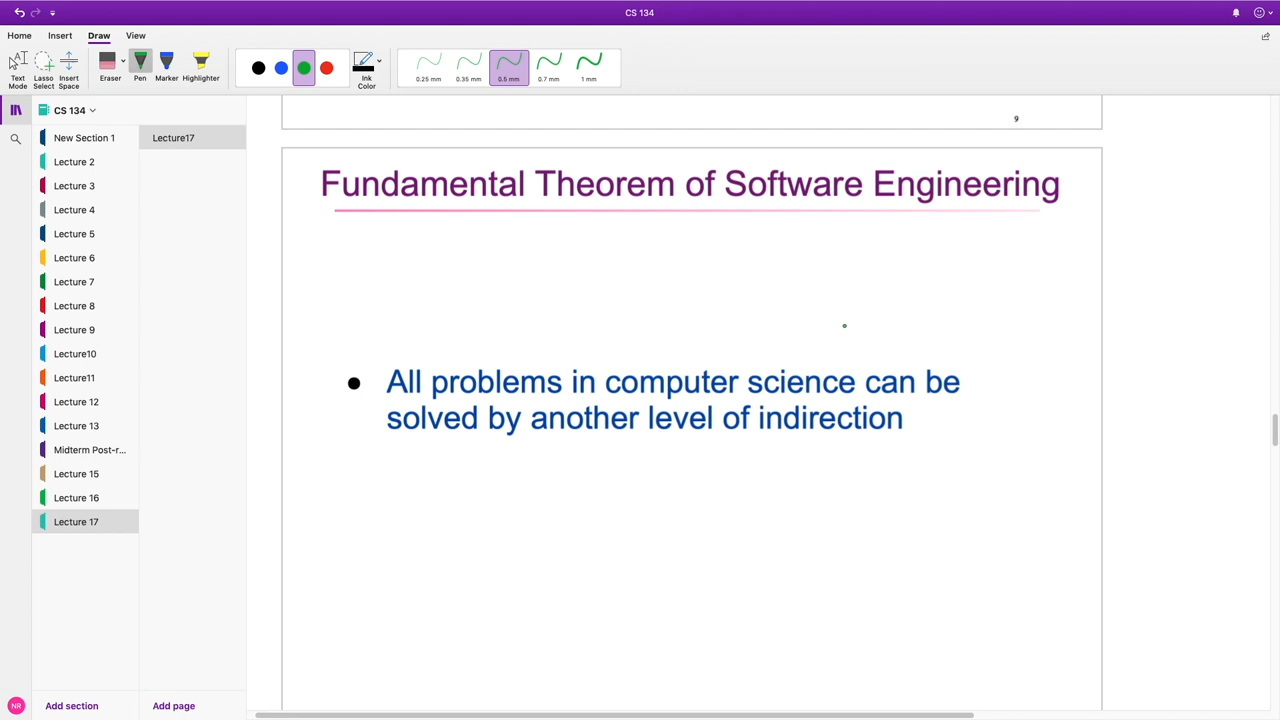 CS 134
Home Insert Draw View
Text Mode
Lasso Select
Insert Space
Eraser
Pen
Marker
Highlighter
Ink Color
0.25 mm
0.35 mm
0.5 mm
0.7 mm
1 mm
CS 134
New Section 1
Lecture 2
Lecture 3
Lecture 4
Lecture 5
Lecture 6
Lecture 7
Lecture 8
Lecture 9
Lecture10
Lecture11
Lecture 12
Lecture 13
Midterm Post-r...
Lecture 15
Lecture 16
Lecture 17
Lecture17
9
Fundamental Theorem of Software Engineering
● All problems in computer science can be
solved by another level of indirection
NR
Add section
Add page